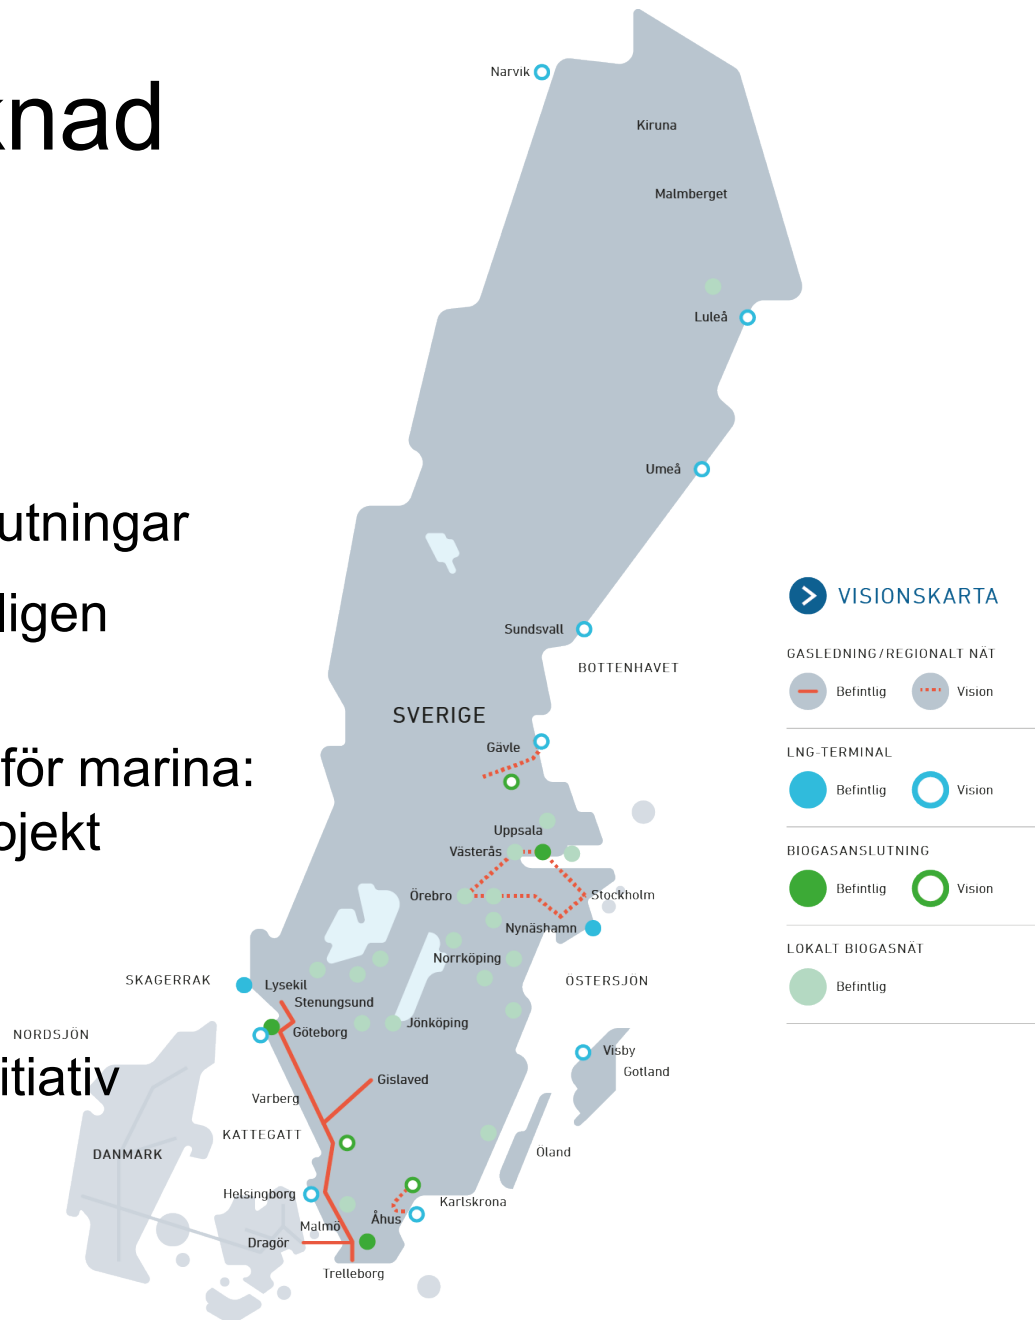 knad
Narvik
Kiruna
Malmberget
Luleå
Umeå
utningar
ligen
Sundsvall
BOTTENHAVET
VISIONSKARTA
GASLEDNING/REGIONALT NÄT
Befintlig Vision
SVERIGE
Gävle
för marina:
ojekt
LNG-TERMINAL
Befintlig Vision
Uppsala
Västerås
BIOGASANSLUTNING
Befintlig Vision
Örebro
Stockholm
Nynäshamn
Norrköping
LOKALT BIOGASNÄT
Befintlig
SKAGERRAK
Lysekil
ÖSTERSJÖN
Stenungsund
NORDSJÖN
Göteborg
Jönköping
Visby
Gotland
itiativ
Gislaved
Varberg
KATTEGATT
DANMARK
Öland
Helsingborg
Karlskrona
Malmö
Åhus
Dragör
Trelleborg